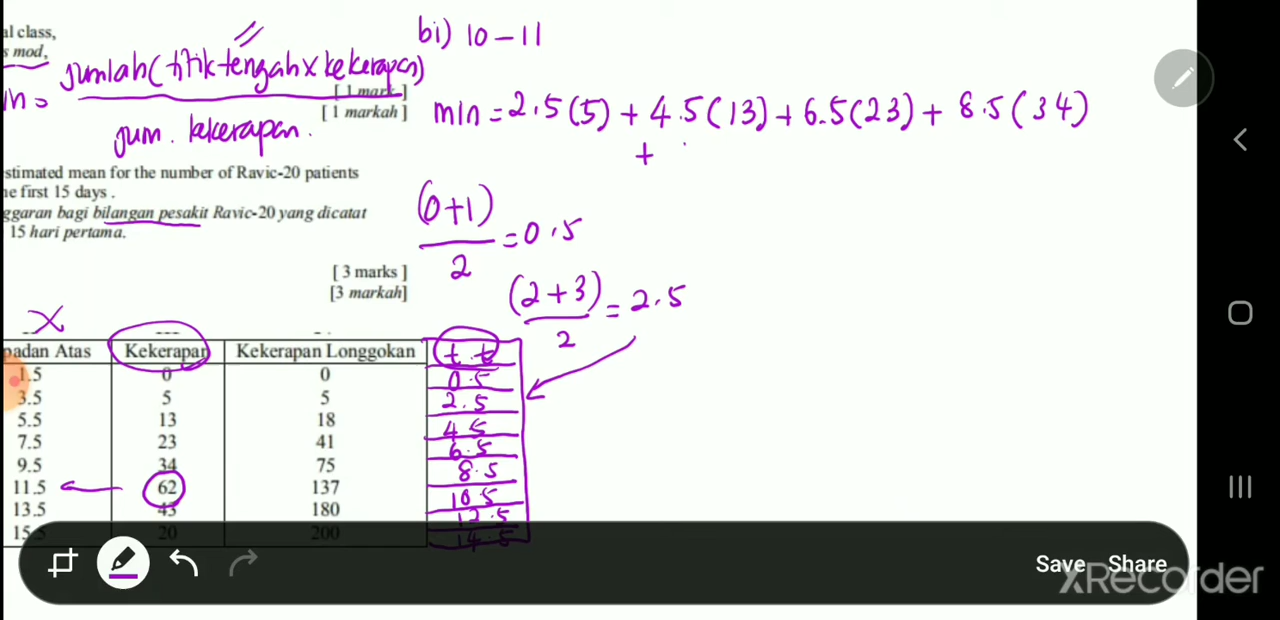 al class,
s mod,
bi) 10 - 11
jumlah(titik tengah x kekerapan)
m =
jum. kekerapan.
[ 1 mark ]
[ 1 markah ]
min = 2.5(5) + 4.5(13) + 6.5(23) + 8.5(34)
+
stimated mean for the number of Ravic-20 patients
ne first 15 days .
ggaran bagi bilangan pesakit Ravic-20 yang dicatat
15 hari pertama.
(0+1)
2
= 0.5
[ 3 marks ]
[3 markah]
(2+3)
2
= 2.5
x
padan Atas Kekerapan Kekerapan Longgokan t.t
1.5 0 0 0.5
3.5 5 5 2.5
5.5 13 18 4.5
7.5 23 41 6.5
9.5 34 75 8.5
11.5 62 137 10.5
13.5 43 180 12.5
15.5 20 200 14.5
Save Share
XRecorder